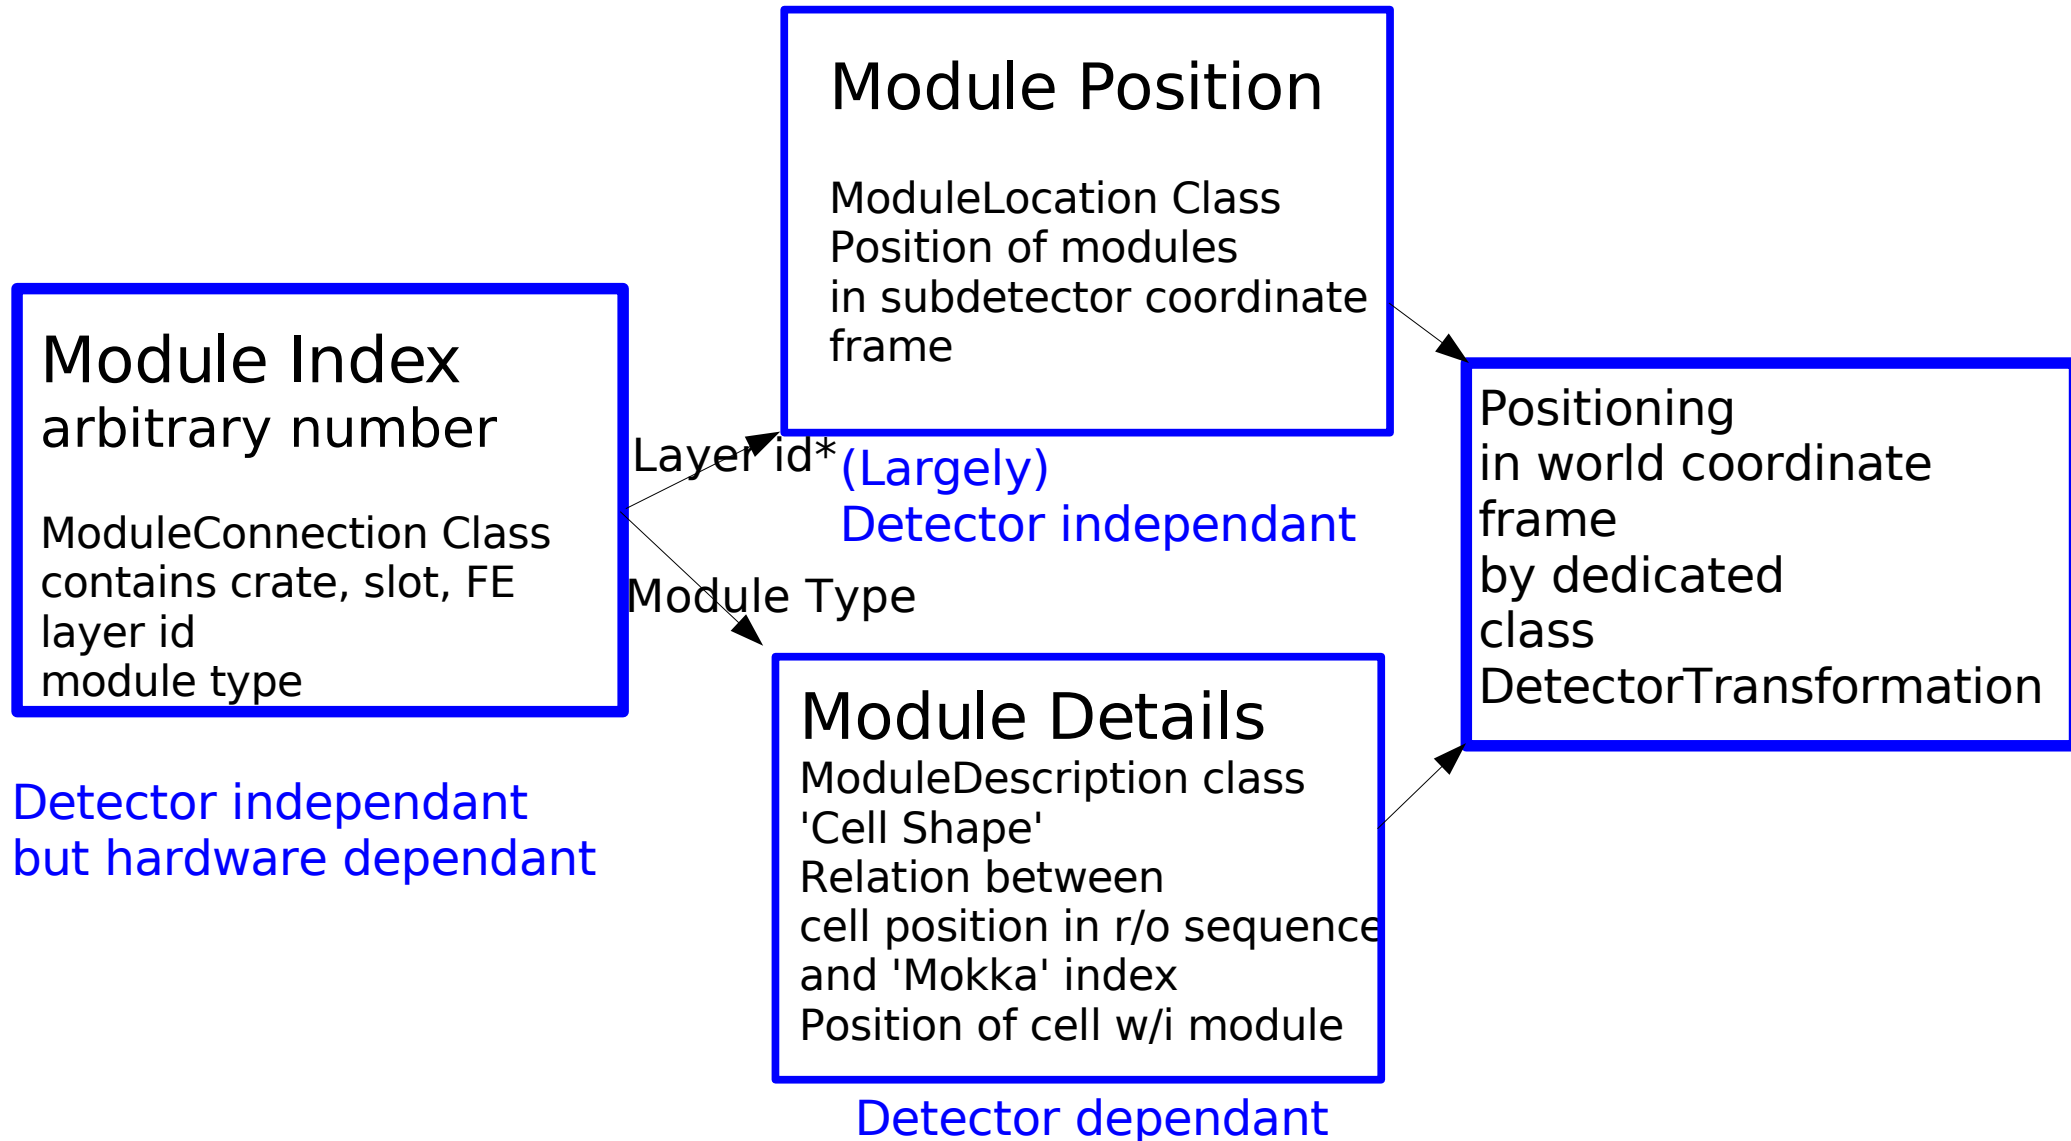 Module Position
ModuleLocation Class
Position of modules
in subdetector coordinate
frame
Module Index
arbitrary number
ModuleConnection Class
contains crate, slot, FE
layer id
module type
Layer id*
(Largely)
Detector independant
Module Type
Positioning
in world coordinate
frame
by dedicated
class
DetectorTransformation
Module Details
ModuleDescription class
'Cell Shape'
Relation between
cell position in r/o sequence
and 'Mokka' index
Position of cell w/i module
Detector independant
but hardware dependant
Detector dependant